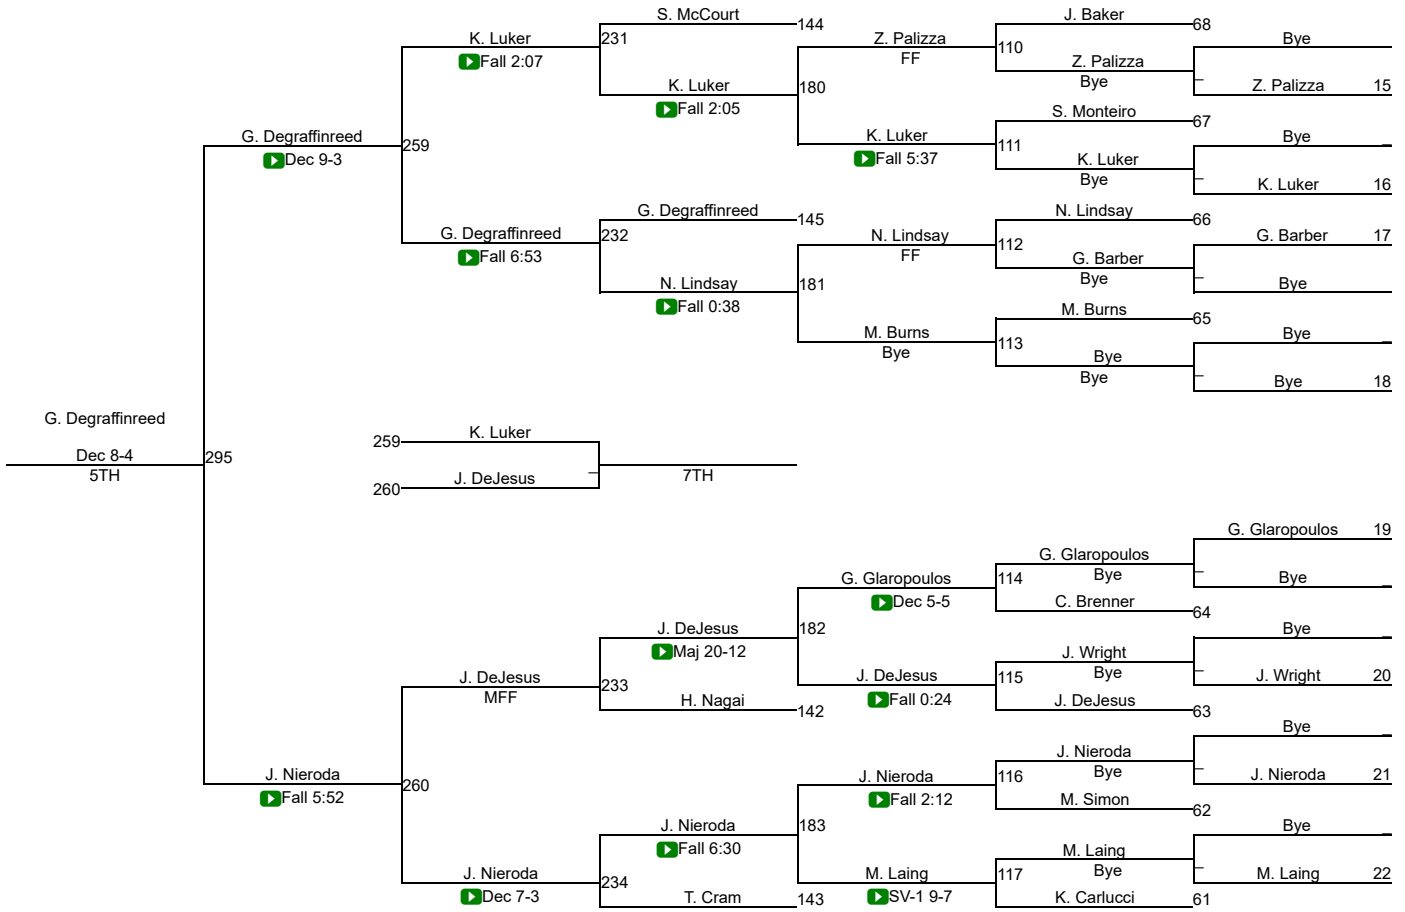 S. McCourt 144 J. Baker 68
K. Luker 231 Z. Palizza 110 Bye
Fall 2:07 FF Z. Palizza
K. Luker 180 Bye Z. Palizza 15
Fall 2:05 S. Monteiro 67
G. Degraffinreed 259 K. Luker 111 Bye
Dec 9-3 Fall 5:37 K. Luker
Bye K. Luker 16
G. Degraffinreed 145 N. Lindsay 66
G. Degraffinreed 232 N. Lindsay 112 G. Barber 17
Fall 6:53 FF G. Barber
N. Lindsay 181 Bye Bye
Fall 0:38 M. Burns 65
M. Burns 113 Bye
Bye Bye
Bye Bye 18
G. Degraffinreed
259 K. Luker
Dec 8-4 295
5TH 7TH
260 J. DeJesus
G. Glaropoulos 19
G. Glaropoulos
G. Glaropoulos 114 Bye Bye
Dec 5-5 C. Brenner 64
J. DeJesus 182 Bye
Maj 20-12 J. Wright
J. DeJesus 233 J. DeJesus 115 Bye J. Wright 20
MFF Fall 0:24
H. Nagai 142 J. DeJesus 63
Bye
J. Nieroda
J. Nieroda 260 J. Nieroda 116 Bye J. Nieroda 21
Fall 5:52 Fall 2:12 M. Simon 62
J. Nieroda 183 Bye
Fall 6:30 M. Laing
J. Nieroda 234 M. Laing 117 Bye M. Laing 22
Dec 7-3 T. Cram 143 SV-1 9-7 K. Carlucci 61